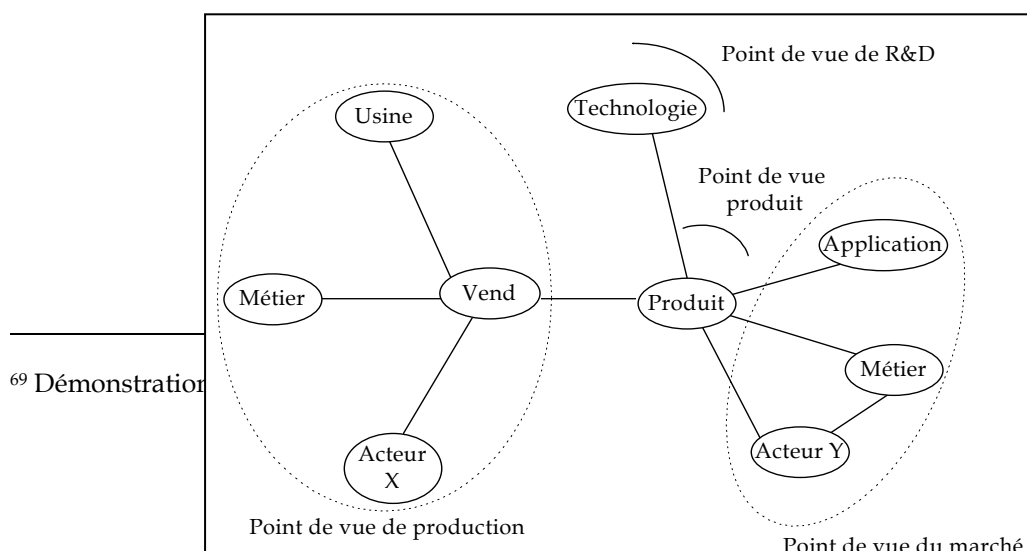 Point de vue de R&D
Usine
Technologie
Point de vue
produit
Application
Métier
Vend
Produit
Métier
⁶⁹ Démonstration
Acteur
X
Acteur Y
Point de vue de production
Point de vue du marché